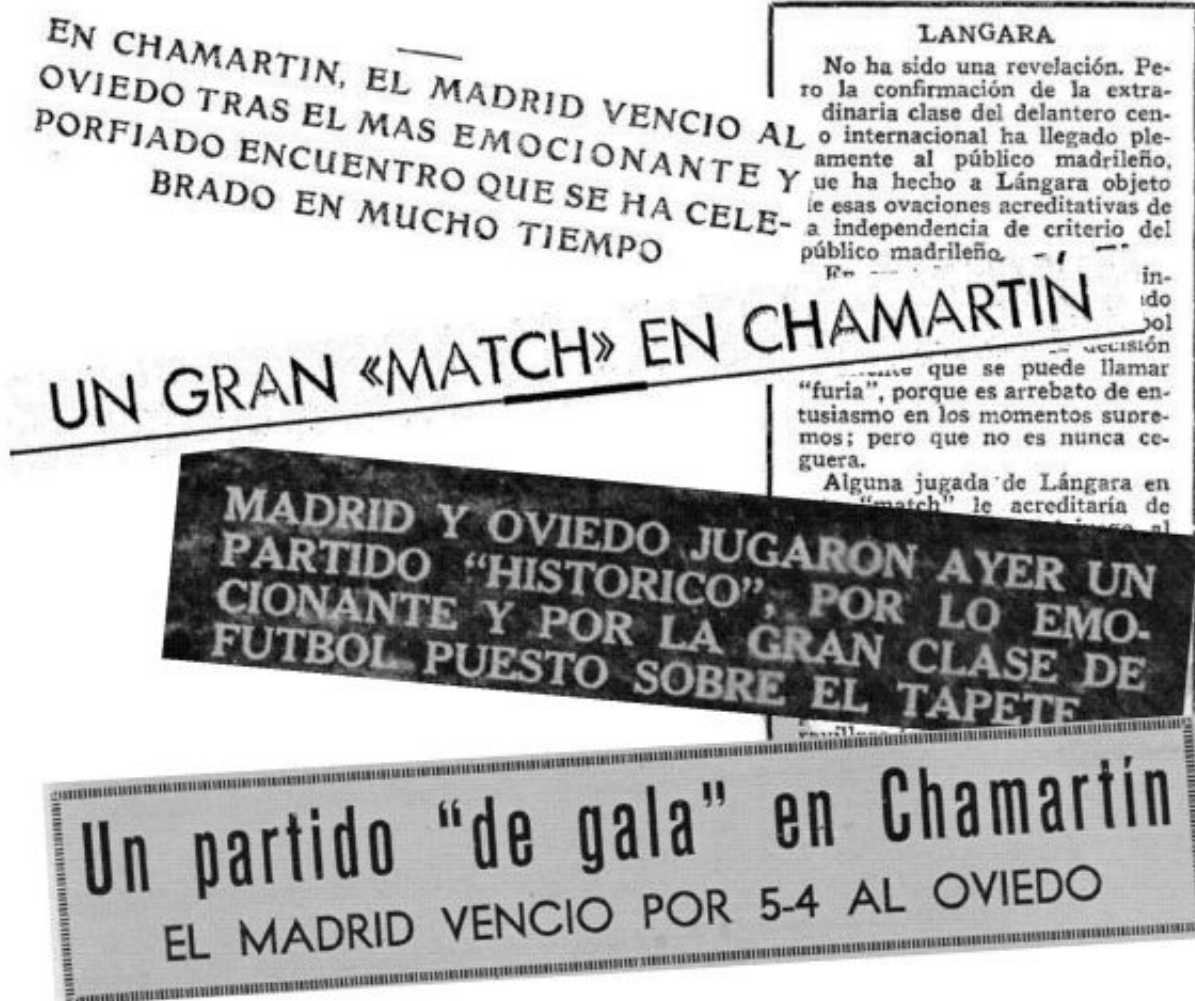 EN CHAMARTIN, EL MADRID VENCIO AL
OVIEDO TRAS EL MAS EMOCIONANTE Y
PORFIADO ENCUENTRO QUE SE HA CELE-
BRADO EN MUCHO TIEMPO
LANGARA
No ha sido una revelación. Pe-
ro la confirmación de la extra-
dinaria clase del delantero cen-
o internacional ha llegado ple-
amente al público madrileño,
ue ha hecho a Lángara objeto
e esas ovaciones acreditativas de
a independencia de criterio del
público madrileño.
En
in-
do
bol
decisión
que se puede llamar
"furia", porque es arrebato de en-
tusiasmo en los momentos supre-
mos; pero que no es nunca ce-
guera.
Alguna jugada de Lángara en
"match" le acreditaría de
al
UN GRAN «MATCH» EN CHAMARTIN
MADRID Y OVIEDO JUGARON AYER UN
PARTIDO "HISTORICO", POR LO EMO-
CIONANTE Y POR LA GRAN CLASE DE
FUTBOL PUESTO SOBRE EL TAPETE
Un partido "de gala" en Chamartín
EL MADRID VENCIO POR 5-4 AL OVIEDO